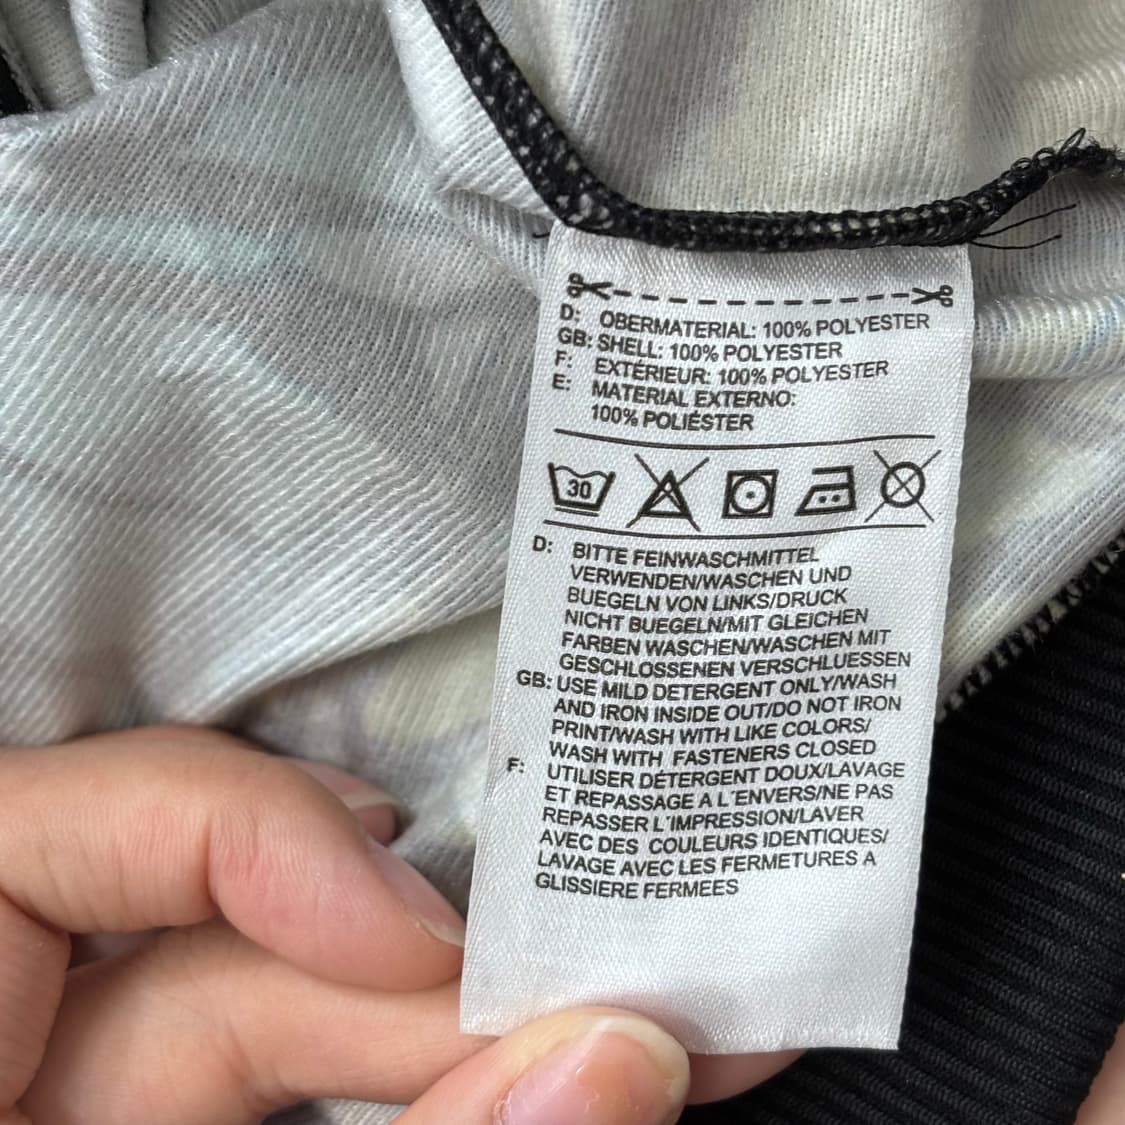 D: OBERMATERIAL: 100% POLYESTER
GB: SHELL: 100% POLYESTER
F: EXTÉRIEUR: 100% POLYESTER
E: MATERIAL EXTERNO:
100% POLIÉSTER
30
D: BITTE FEINWASCHMITTEL
VERWENDEN/WASCHEN UND
BUEGELN VON LINKS/DRUCK
NICHT BUEGELN/MIT GLEICHEN
FARBEN WASCHEN/WASCHEN MIT
GESCHLOSSENEN VERSCHLUESSEN
GB: USE MILD DETERGENT ONLY/WASH
AND IRON INSIDE OUT/DO NOT IRON
PRINT/WASH WITH LIKE COLORS/
WASH WITH FASTENERS CLOSED
F: UTILISER DÉTERGENT DOUX/LAVAGE
ET REPASSAGE A L´ENVERS/NE PAS
REPASSER L´IMPRESSION/LAVER
AVEC DES COULEURS IDENTIQUES/
LAVAGE AVEC LES FERMETURES A
GLISSIERE FERMEES